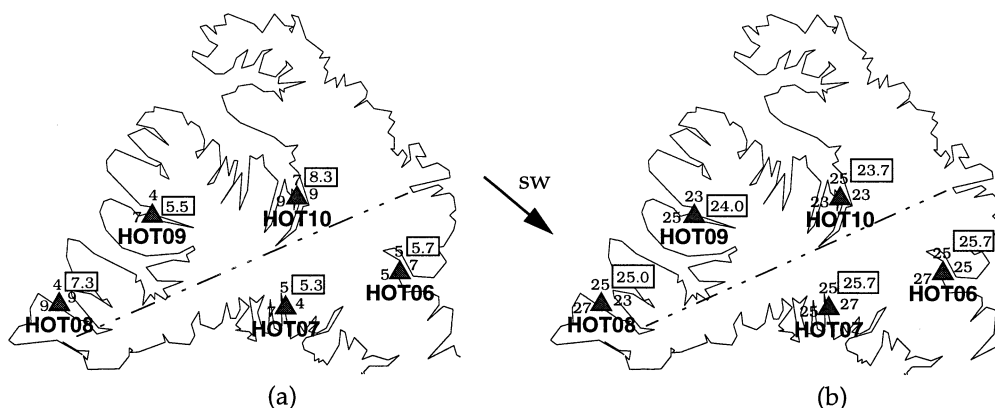 7 8.3
9 9
HOT10
4 5.5
7
HOT09
5 5.7
5 7
HOT06
4 7.3
9 9
HOT08
5 5.3
7 4
HOT07
(a)
SW
25 23.7
23 23
HOT10
23 24.0
25
HOT09
25 25.7
27 25
HOT06
25 25.0
27 23
HOT08
25 25.7
25 27
HOT07
(b)